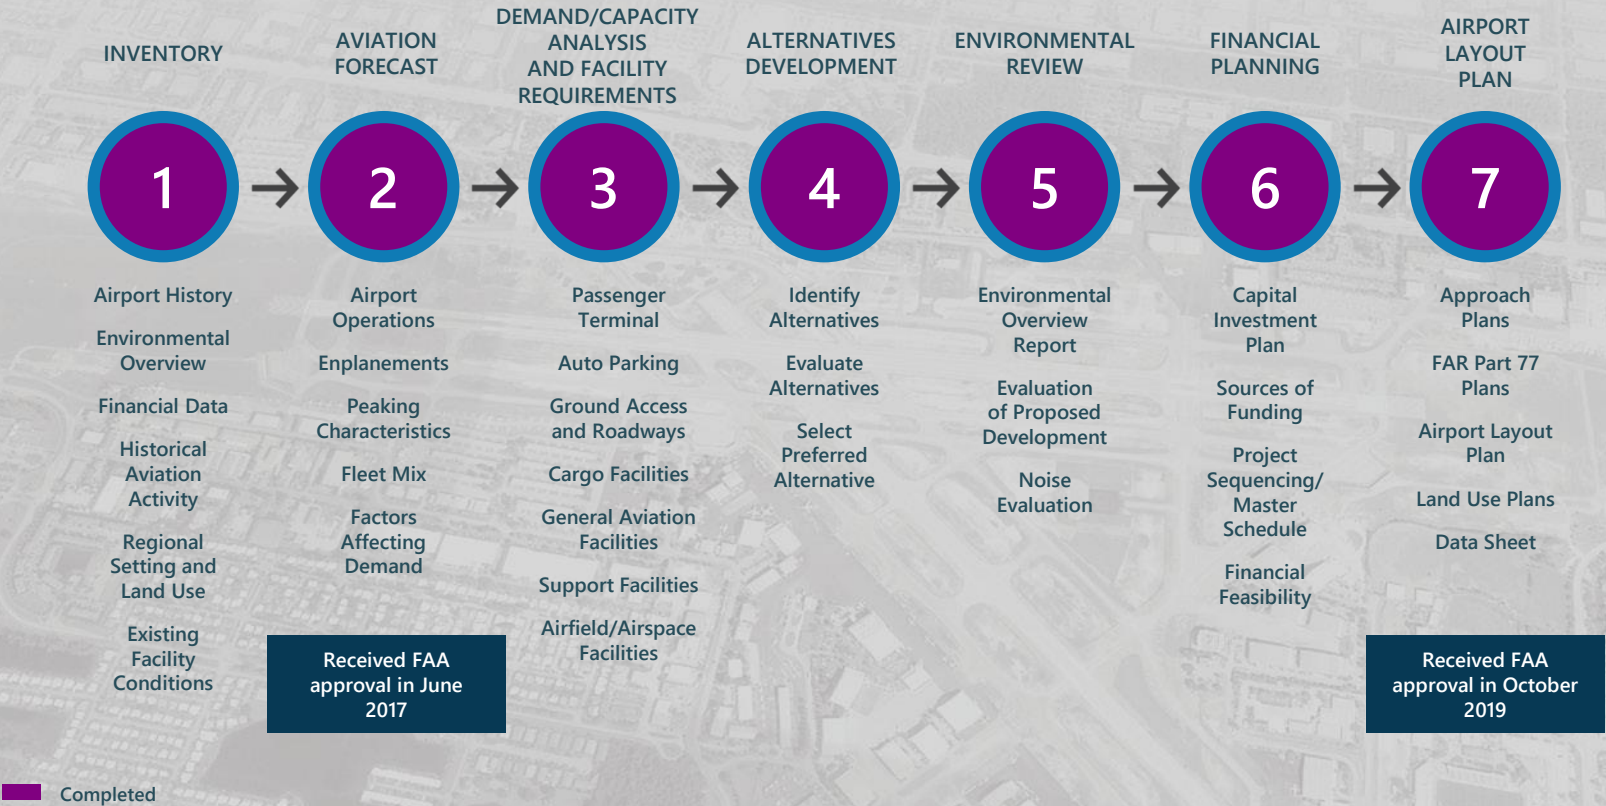 INVENTORY
AVIATION
FORECAST
DEMAND/CAPACITY
ANALYSIS
AND FACILITY
REQUIREMENTS
ALTERNATIVES
DEVELOPMENT
ENVIRONMENTAL
REVIEW
FINANCIAL
PLANNING
AIRPORT
LAYOUT
PLAN
1
2
3
4
5
6
7
Airport History
Environmental
Overview
Financial Data
Historical
Aviation
Activity
Regional
Setting and
Land Use
Existing
Facility
Conditions
Airport
Operations
Enplanements
Peaking
Characteristics
Fleet Mix
Factors
Affecting
Demand
Received FAA
approval in June
2017
Passenger
Terminal
Auto Parking
Ground Access
and Roadways
Cargo Facilities
General Aviation
Facilities
Support Facilities
Airfield/Airspace
Facilities
Identify
Alternatives
Evaluate
Alternatives
Select
Preferred
Alternative
Environmental
Overview
Report
Evaluation
of Proposed
Development
Noise
Evaluation
Capital
Investment
Plan
Sources of
Funding
Project
Sequencing/
Master
Schedule
Financial
Feasibility
Approach
Plans
FAR Part 77
Plans
Airport Layout
Plan
Land Use Plans
Data Sheet
Received FAA
approval in October
2019
Completed